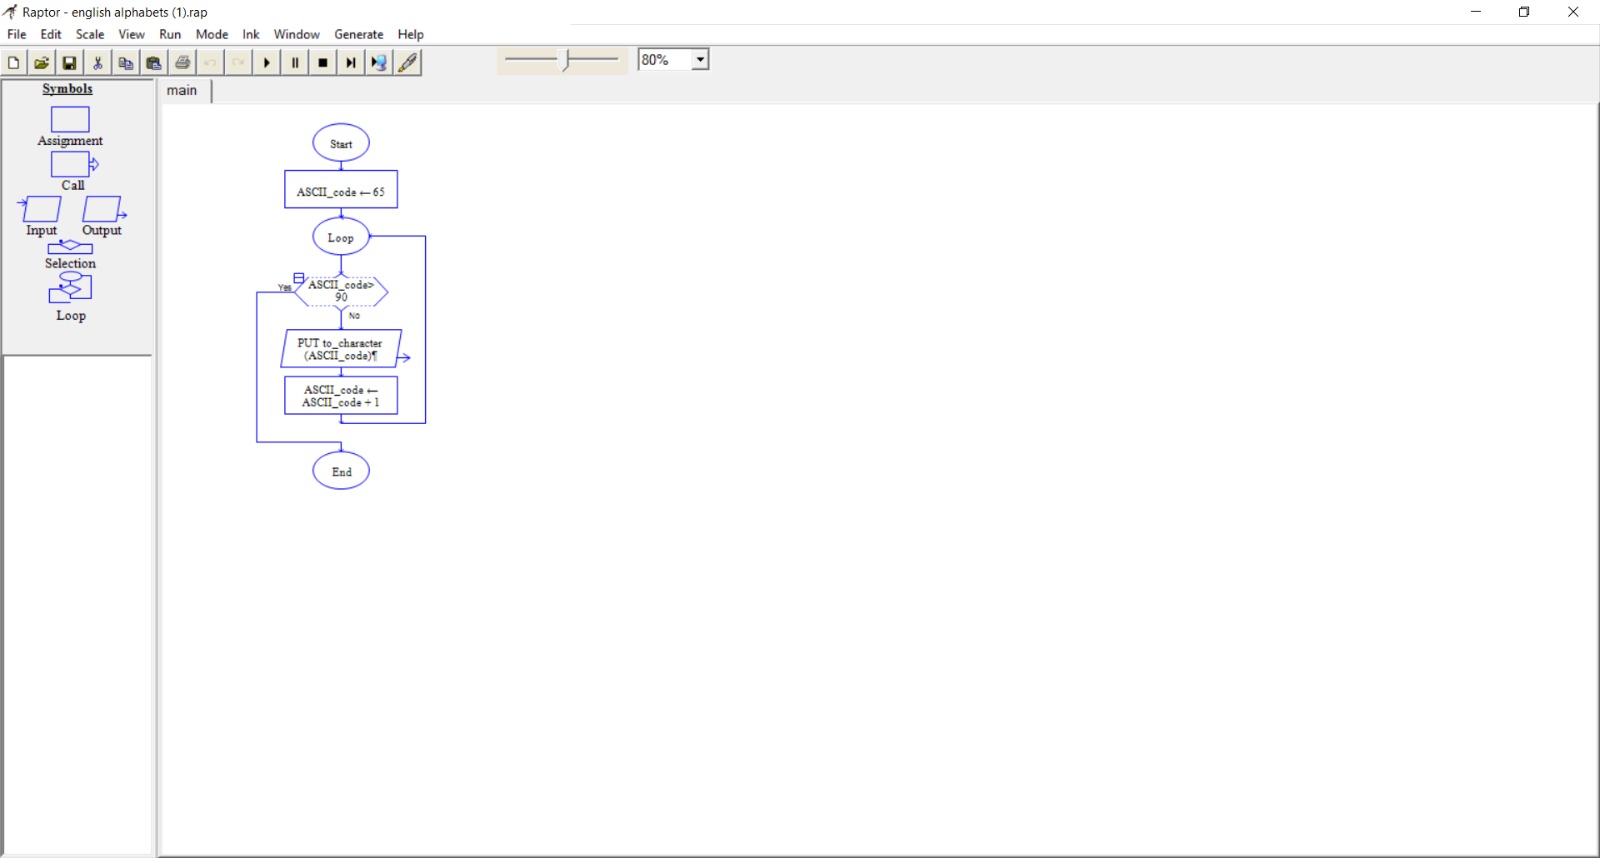 Raptor - english alphabets (1).rap
File Edit Scale View Run Mode Ink Window Generate Help
80%
Symbols
Assignment
Call
Input Output
Selection
Loop
main
Start
ASCII_code ← 65
Loop
ASCII_code>
90
Yes
No
PUT to_character
(ASCII_code)¶
ASCII_code ←
ASCII_code + 1
End